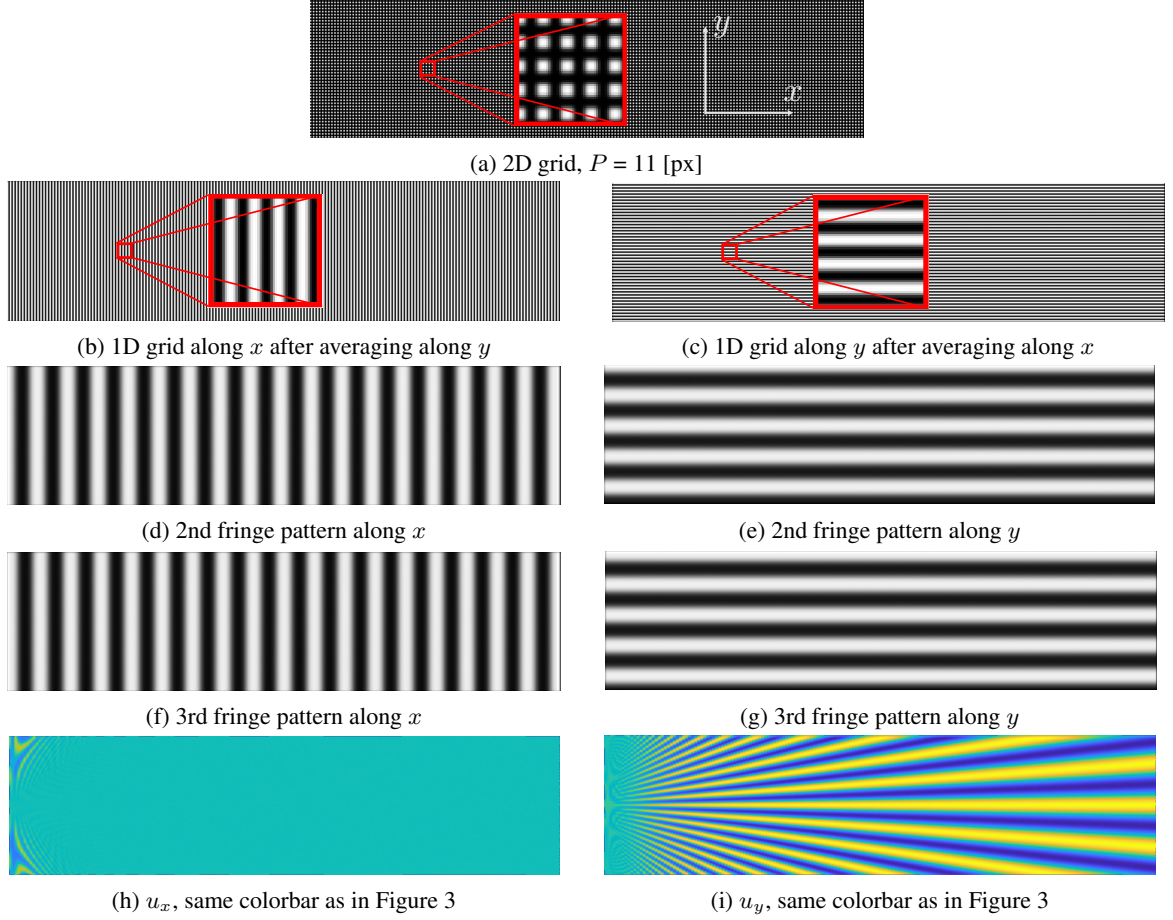 y
x
(a) 2D grid, P = 11 [px]
(b) 1D grid along x after averaging along y
(c) 1D grid along y after averaging along x
(d) 2nd fringe pattern along x
(e) 2nd fringe pattern along y
(f) 3rd fringe pattern along x
(g) 3rd fringe pattern along y
(h) uₓ, same colorbar as in Figure 3
(i) u_y, same colorbar as in Figure 3